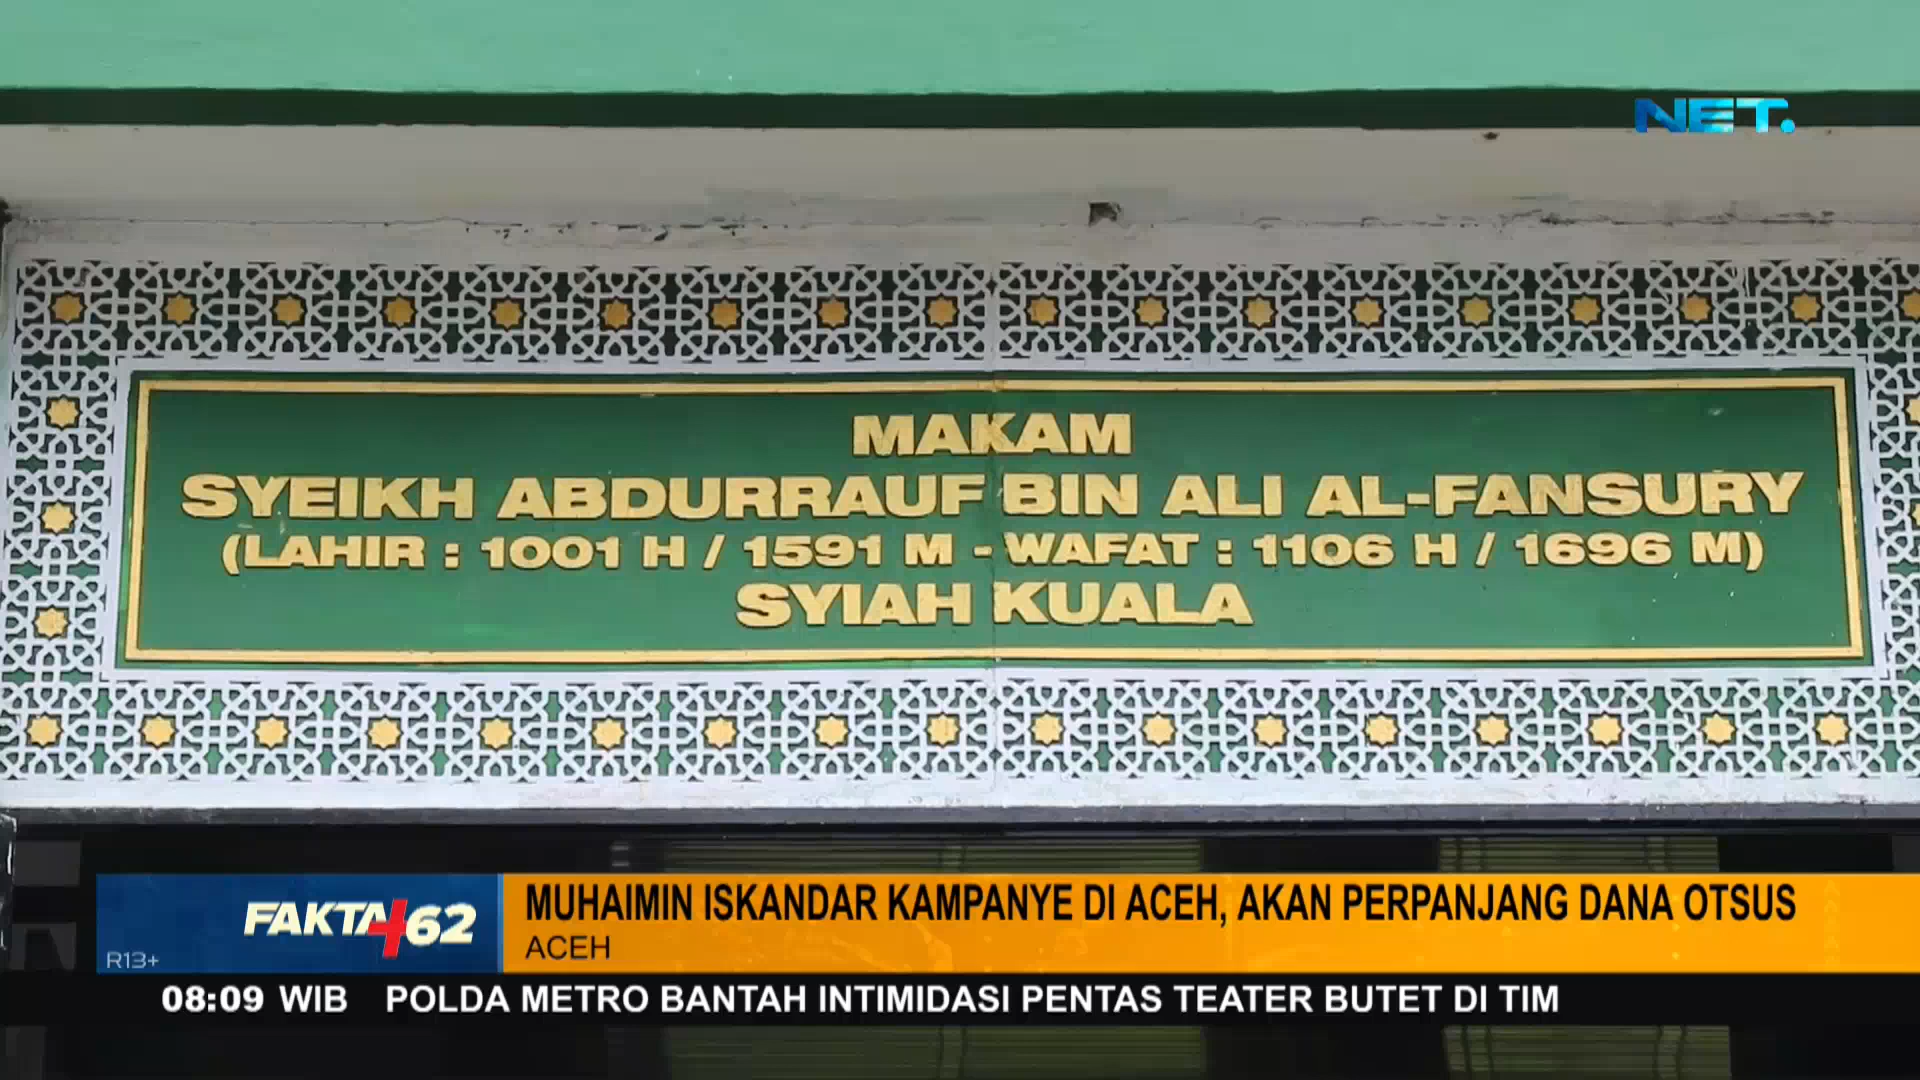 NET.
MAKAM
SYEIKH ABDURRAUF BIN ALI AL-FANSURY
(LAHIR : 1001 H / 1591 M - WAFAT : 1106 H / 1696 M)
SYIAH KUALA
FAKTA +62
R13+
MUHAIMIN ISKANDAR KAMPANYE DI ACEH, AKAN PERPANJANG DANA OTSUS
ACEH
08:09 WIB POLDA METRO BANTAH INTIMIDASI PENTAS TEATER BUTET DI TIM